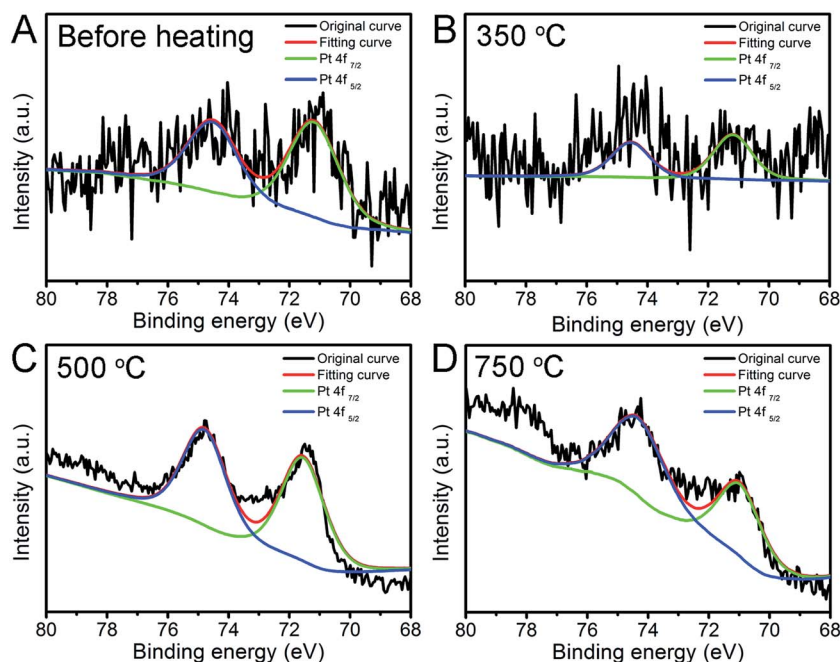 A
Before heating
Original curve
Fitting curve
Pt 4f 7/2
Pt 4f 5/2
Intensity (a.u.)
80 78 76 74 72 70 68
Binding energy (eV)
B
350 °C
Original curve
Fitting curve
Pt 4f 7/2
Pt 4f 5/2
Intensity (a.u.)
80 78 76 74 72 70 68
Binding energy (eV)
C
500 °C
Original curve
Fitting curve
Pt 4f 7/2
Pt 4f 5/2
Intensity (a.u.)
80 78 76 74 72 70 68
Binding energy (eV)
D
750 °C
Original curve
Fitting curve
Pt 4f 7/2
Pt 4f 5/2
Intensity (a.u.)
80 78 76 74 72 70 68
Binding energy (eV)